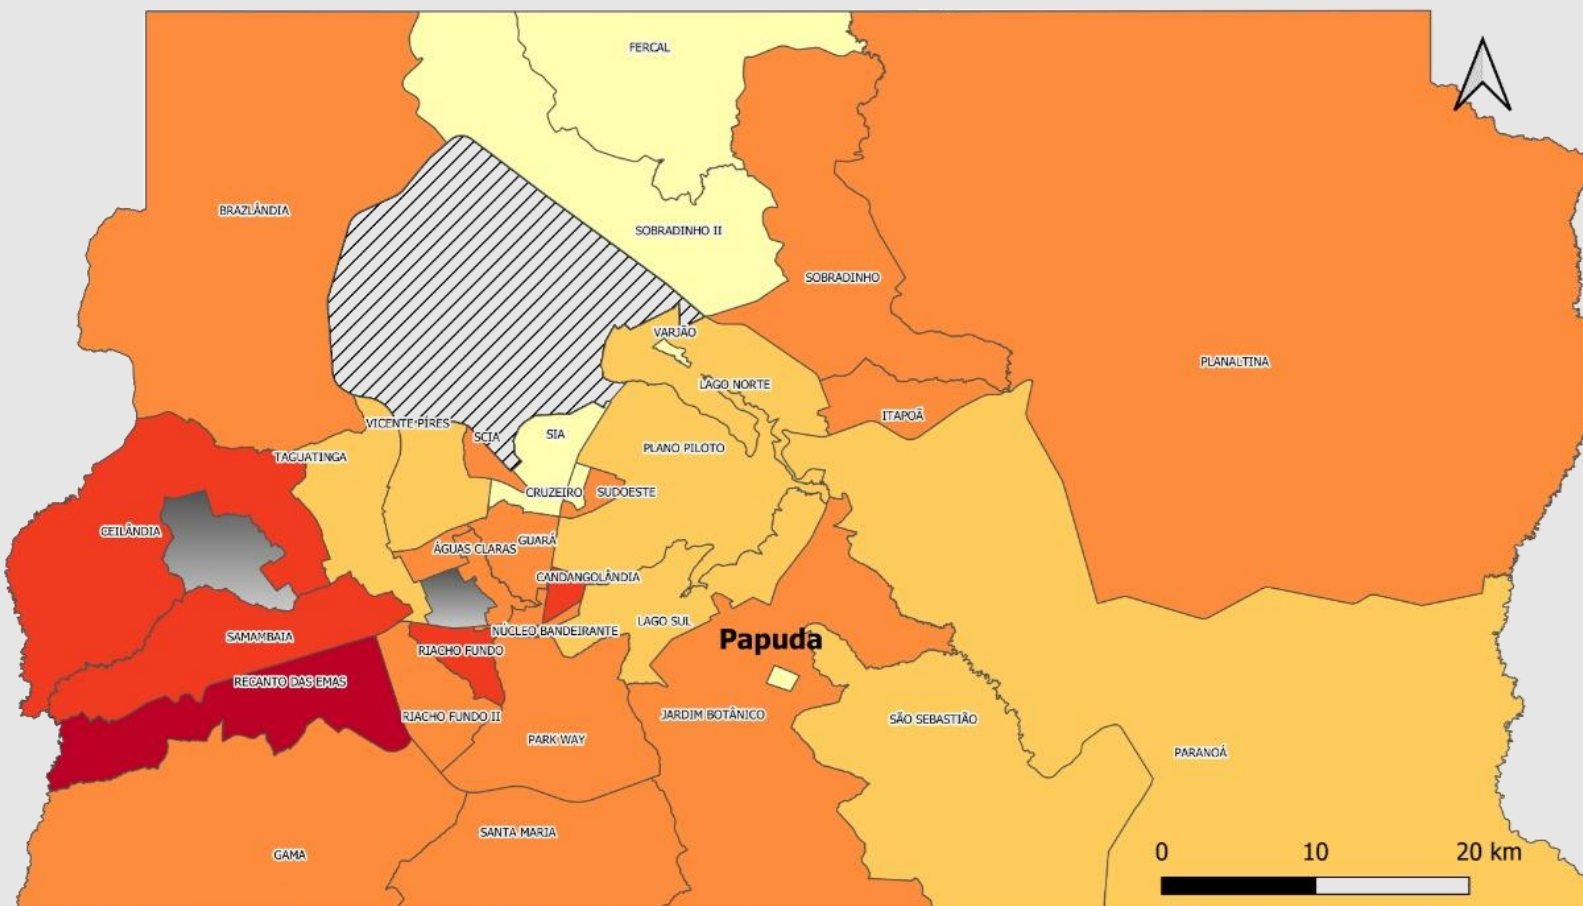 FERCAL
BRAZLÂNDIA
SOBRADINHO II
SOBRADINHO
VARJÃO
PLANALTINA
LAGO NORTE
ITAPOÃ
VICENTE PIRES
SCIA
SIA
PLANO PILOTO
TAGUATINGA
CRUZEIRO
SUDOESTE
CEILÂNDIA
ÁGUAS CLARAS
GUARÁ
CANDANGOLÂNDIA
SAMAMBAIA
RIACHO FUNDO
NÚCLEO BANDEIRANTE
LAGO SUL
Papuda
RECANTO DAS EMAS
RIACHO FUNDO II
JARDIM BOTÂNICO
SÃO SEBASTIÃO
PARK WAY
PARANOÁ
SANTA MARIA
GAMA
0 10 20 km